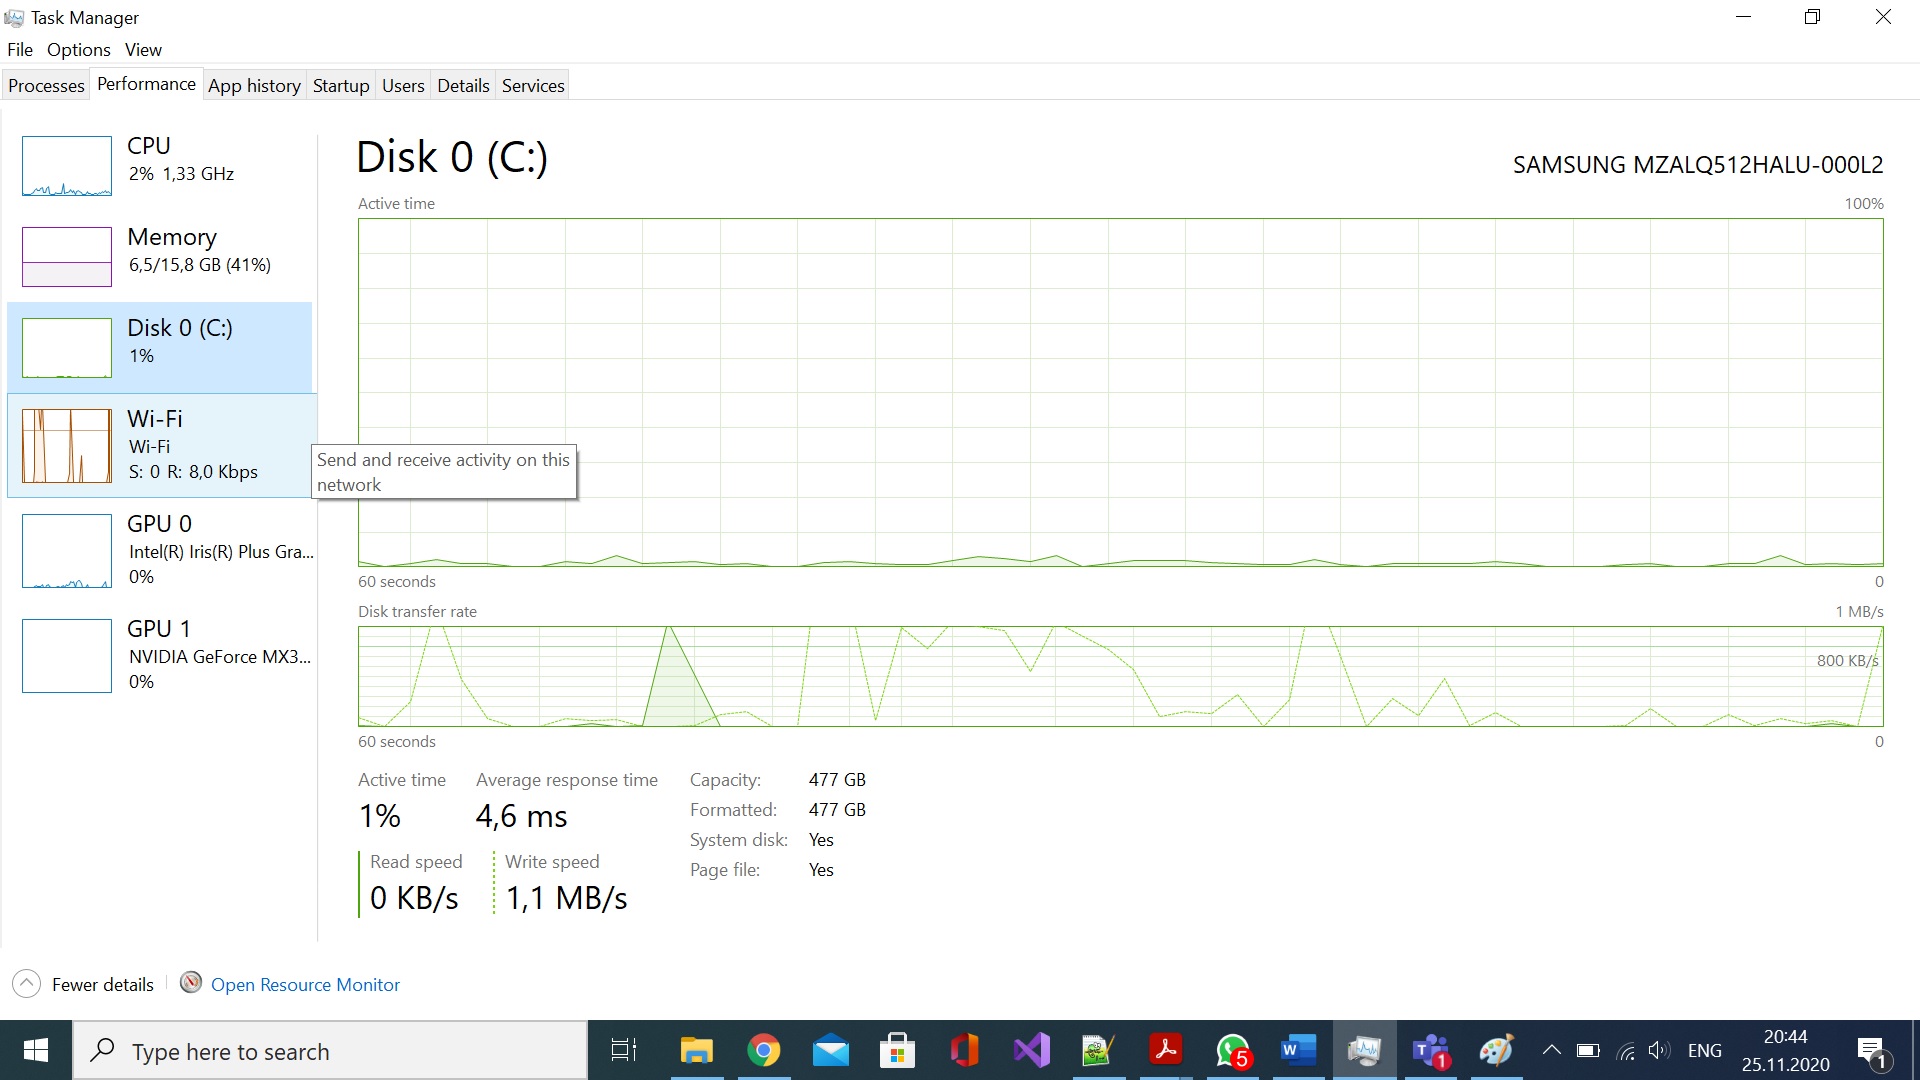 Task Manager
File Options View
Processes Performance App history Startup Users Details Services
CPU
2% 1,33 GHz
Memory
6,5/15,8 GB (41%)
Disk 0 (C:)
1%
Wi-Fi
Wi-Fi
S: 0 R: 8,0 Kbps
GPU 0
Intel(R) Iris(R) Plus Gra...
0%
GPU 1
NVIDIA GeForce MX3...
0%
Send and receive activity on this
network
Disk 0 (C:)
SAMSUNG MZALQ512HALU-000L2
Active time 100%
60 seconds 0
Disk transfer rate 1 MB/s
800 KB/s
60 seconds 0
Active time
1%
Average response time
4,6 ms
Read speed
0 KB/s
Write speed
1,1 MB/s
Capacity: 477 GB
Formatted: 477 GB
System disk: Yes
Page file: Yes
Fewer details Open Resource Monitor
Type here to search
5
W
T
1
ENG
20:44
25.11.2020
1